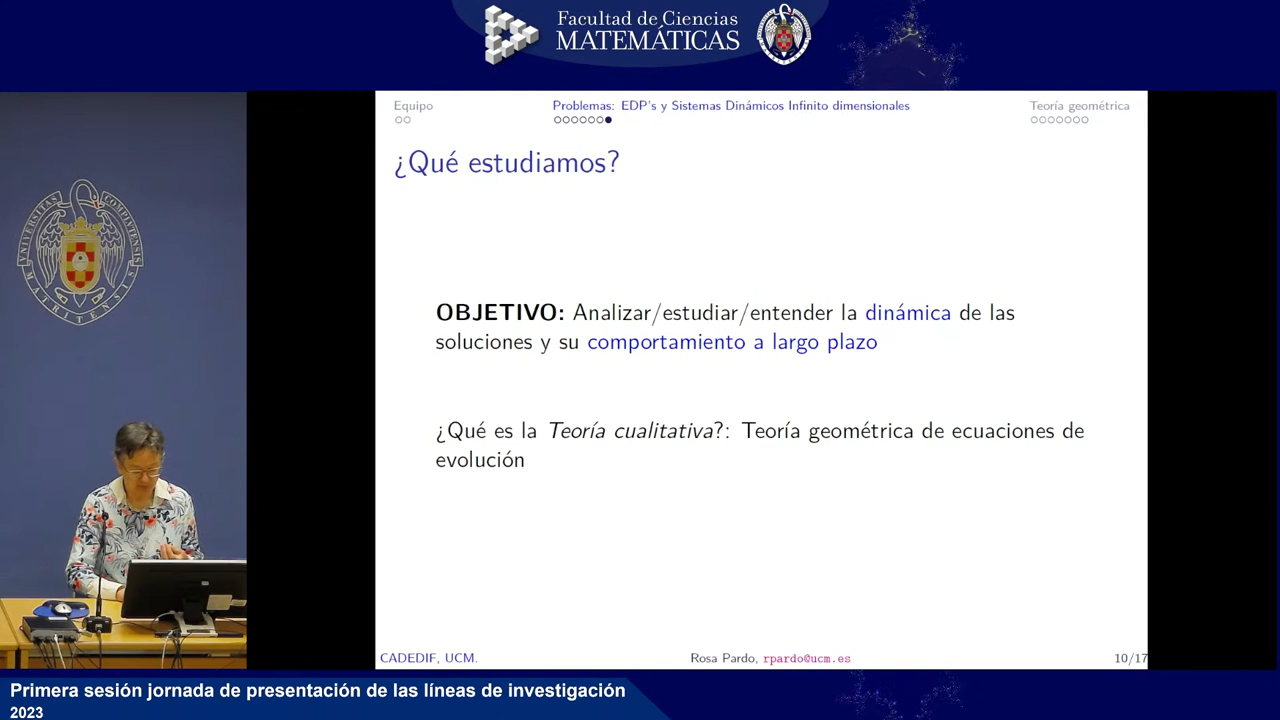 Facultad de Ciencias
MATEMÁTICAS
Equipo
Problemas: EDP's y Sistemas Dinámicos Infinito dimensionales
Teoría geométrica
¿Qué estudiamos?
OBJETIVO: Analizar/estudiar/entender la dinámica de las
soluciones y su comportamiento a largo plazo
¿Qué es la Teoría cualitativa?: Teoría geométrica de ecuaciones de
evolución
CADEDIF, UCM.
Rosa Pardo, rpardo@ucm.es
10/17
UNIVERSITAS COMPLVTENSIS
MATRITENSIS
Primera sesión jornada de presentación de las líneas de investigación
2023